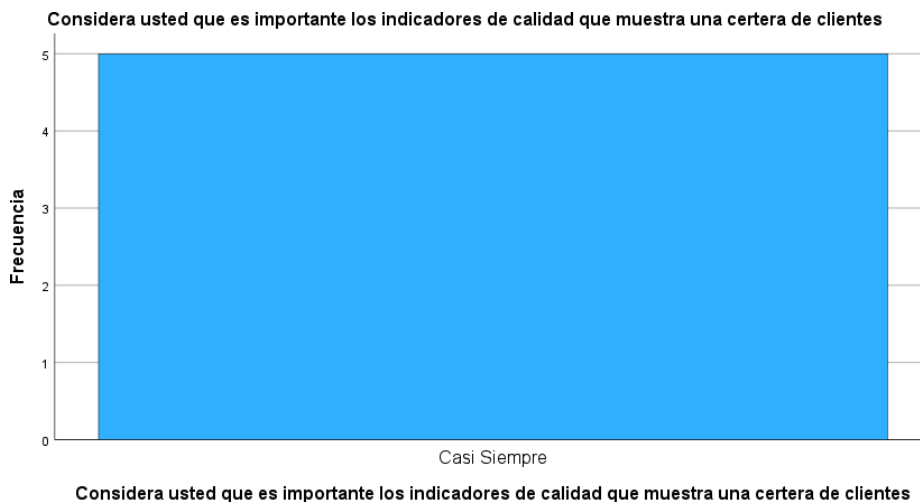 Considera usted que es importante los indicadores de calidad que muestra una certera de clientes
5
4
3
2
1
0
Frecuencia
Casi Siempre
Considera usted que es importante los indicadores de calidad que muestra una certera de clientes